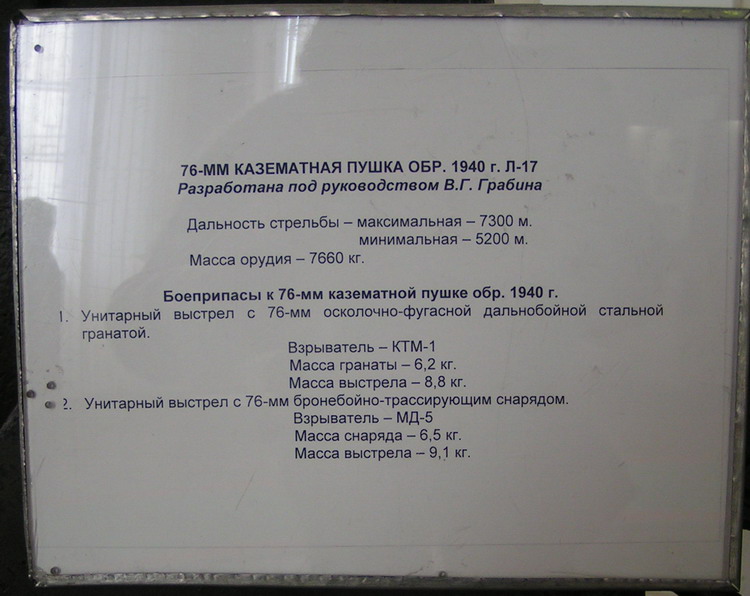 76-ММ КАЗЕМАТНАЯ ПУШКА ОБР. 1940 г. Л-17
Разработана под руководством В.Г. Грабина
Дальность стрельбы – максимальная – 7300 м.
минимальная – 5200 м.
Масса орудия – 7660 кг.
Боеприпасы к 76-мм казематной пушке обр. 1940 г.
1. Унитарный выстрел с 76-мм осколочно-фугасной дальнобойной стальной
гранатой.
Взрыватель – КТМ-1
Масса гранаты – 6,2 кг.
Масса выстрела – 8,8 кг.
2. Унитарный выстрел с 76-мм бронебойно-трассирующим снарядом.
Взрыватель – МД-5
Масса снаряда – 6,5 кг.
Масса выстрела – 9,1 кг.